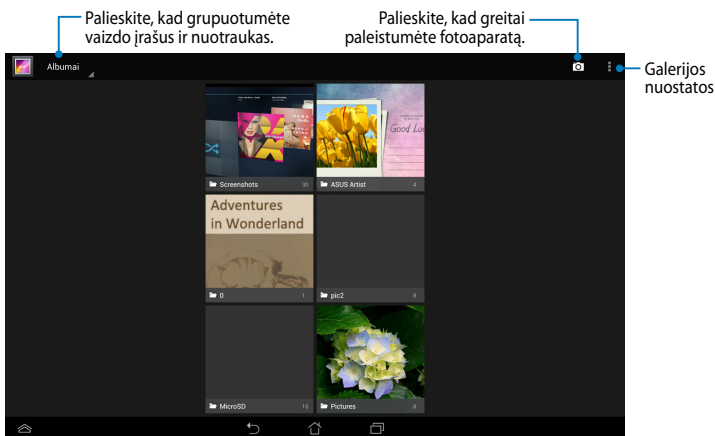 Palieskite, kad grupuotumėte
vaizdo įrašus ir nuotraukas.
Palieskite, kad greitai
paleistumėte fotoaparatą.
Galerijos
nuostatos
Albumai
Screenshots 30
ASUS Artist 4
Good Luc
Adventures
in Wonderland
0 1
pic2 8
MicroSD 10
Pictures 8